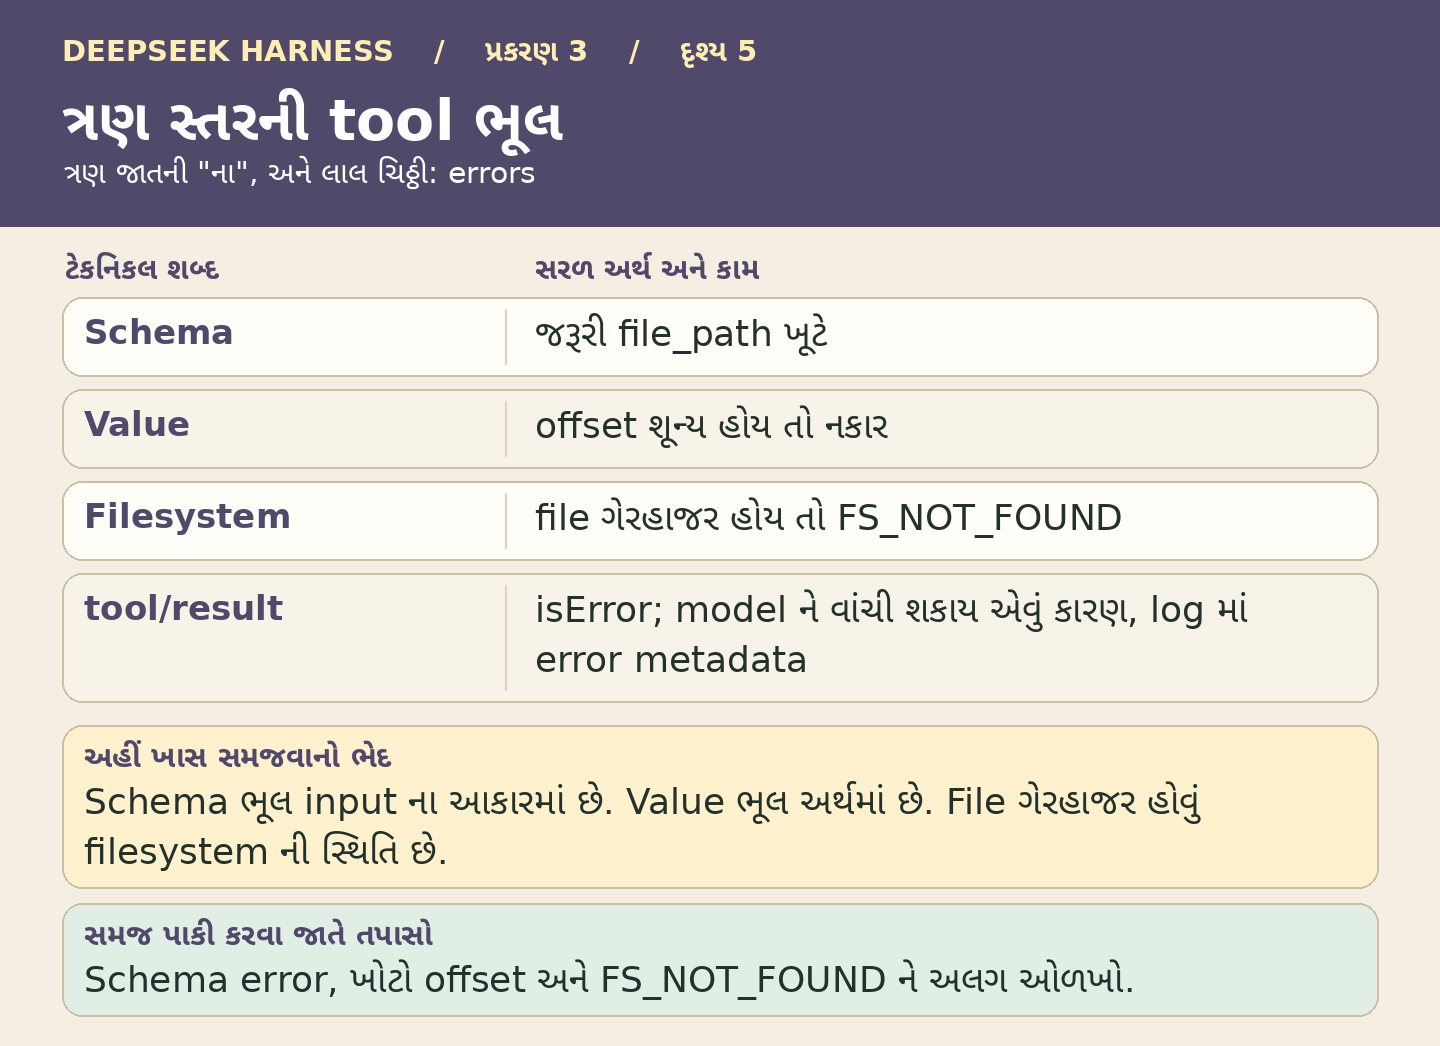 DEEPSEEK HARNESS / પ્રકરણ 3 / દૃશ્ય 5
ત્રણ સ્તરની tool ભૂલ
ત્રણ જાતની "ના", અને લાલ ચિઠ્ઠી: errors
ટેકનિકલ શબ્દ સરળ અર્થ અને કામ
Schema જરૂરી file_path ખૂટે
Value offset શૂન્ય હોય તો નકાર
Filesystem file ગેરહાજર હોય તો FS_NOT_FOUND
tool/result isError; model ને વાંચી શકાય એવું કારણ, log માં
error metadata
અહીં ખાસ સમજવાનો ભેદ
Schema ભૂલ input ના આકારમાં છે. Value ભૂલ અર્થમાં છે. File ગેરહાજર હોવું
filesystem ની સ્થિતિ છે.
સમજ પાકી કરવા જાતે તપાસો
Schema error, ખોટો offset અને FS_NOT_FOUND ને અલગ ઓળખો.